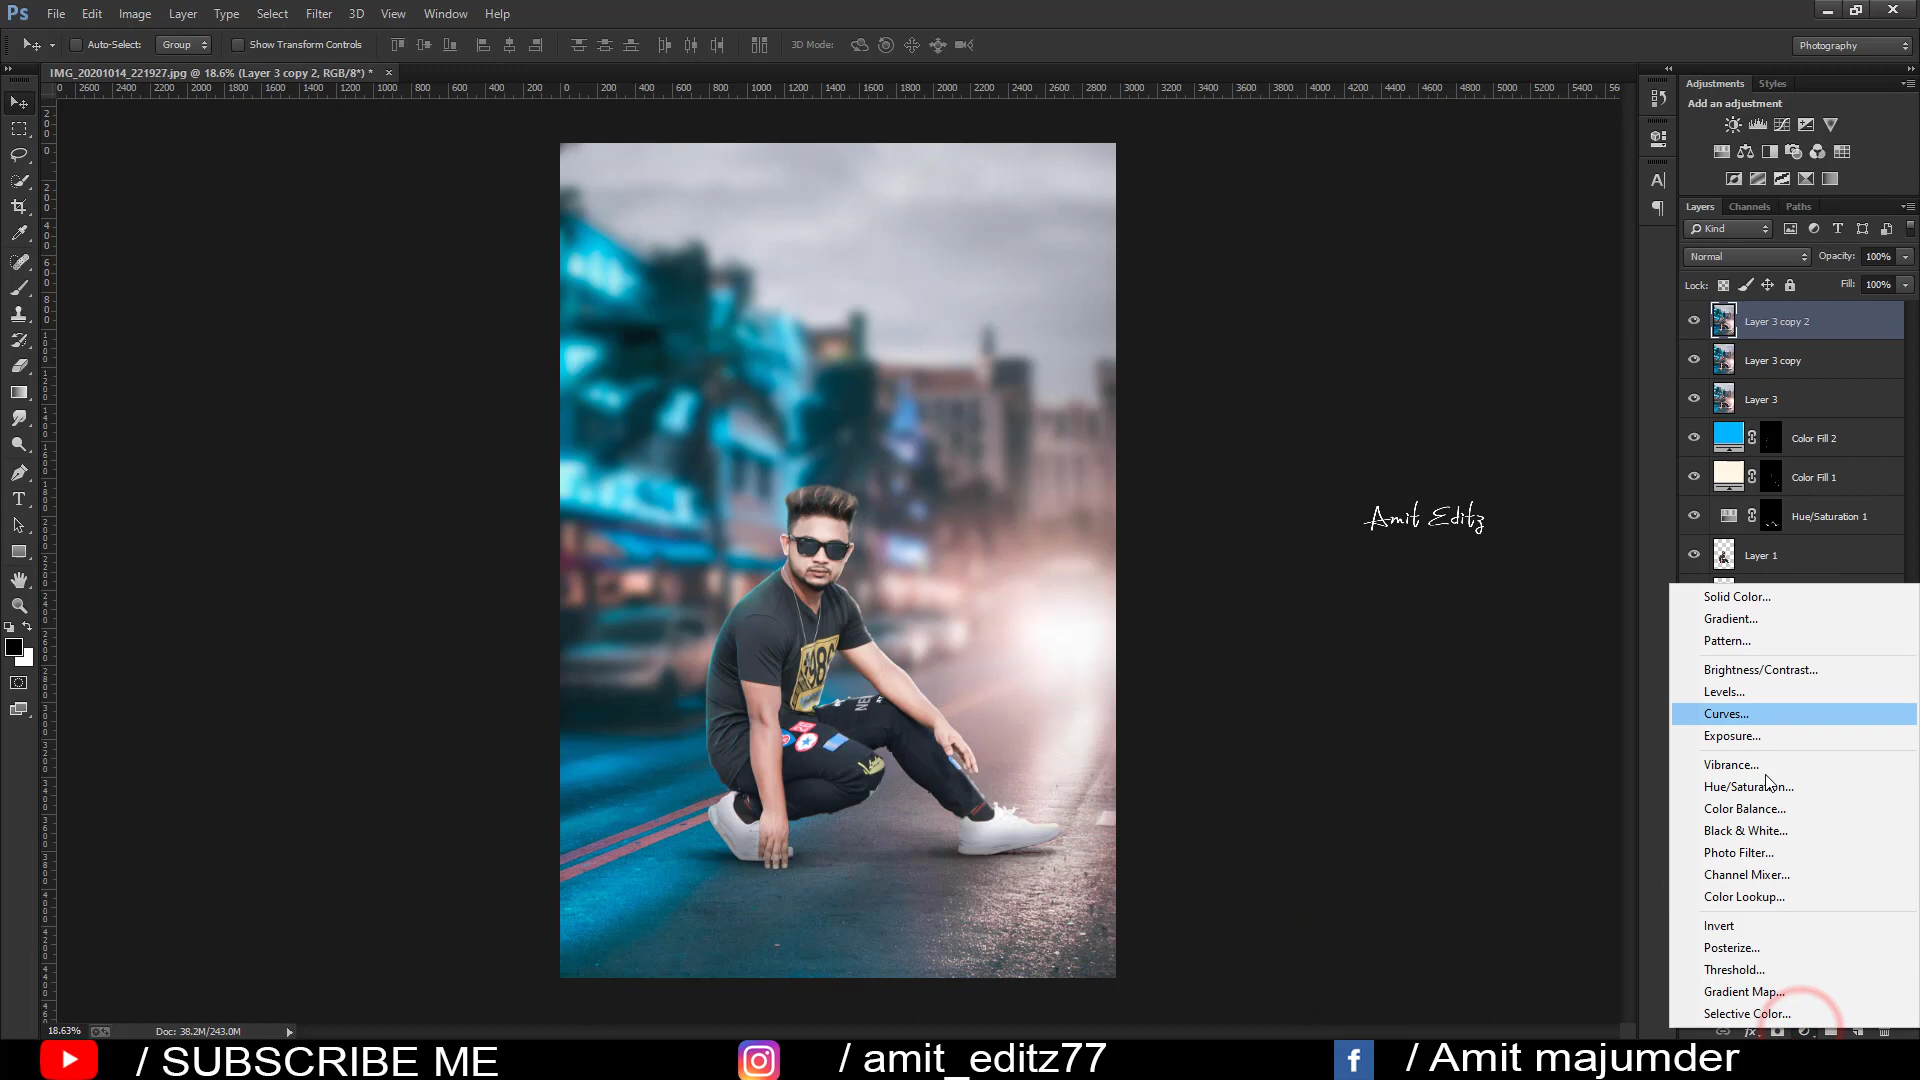 Ps File Edit Image Layer Type Select Filter 3D View Window Help
Auto-Select: Group Show Transform Controls 3D Mode: Photography
IMG_20201014_221927.jpg @ 18.6% (Layer 3 copy 2, RGB/8*) * ×
Adjustments Styles
Add an adjustment
Layers Channels Paths
Kind
Normal Opacity: 100%
Lock: Fill: 100%
Layer 3 copy 2
Layer 3 copy
Layer 3
Color Fill 2
Color Fill 1
Hue/Saturation 1
Layer 1
Amit Editz
Solid Color...
Gradient...
Pattern...
Brightness/Contrast...
Levels...
Curves...
Exposure...
Vibrance...
Hue/Saturation...
Color Balance...
Black & White...
Photo Filter...
Channel Mixer...
Color Lookup...
Invert
Posterize...
Threshold...
Gradient Map...
Selective Color...
18.63% Doc: 38.2M/243.0M
/ SUBSCRIBE ME / amit_editz77 / Amit majumder